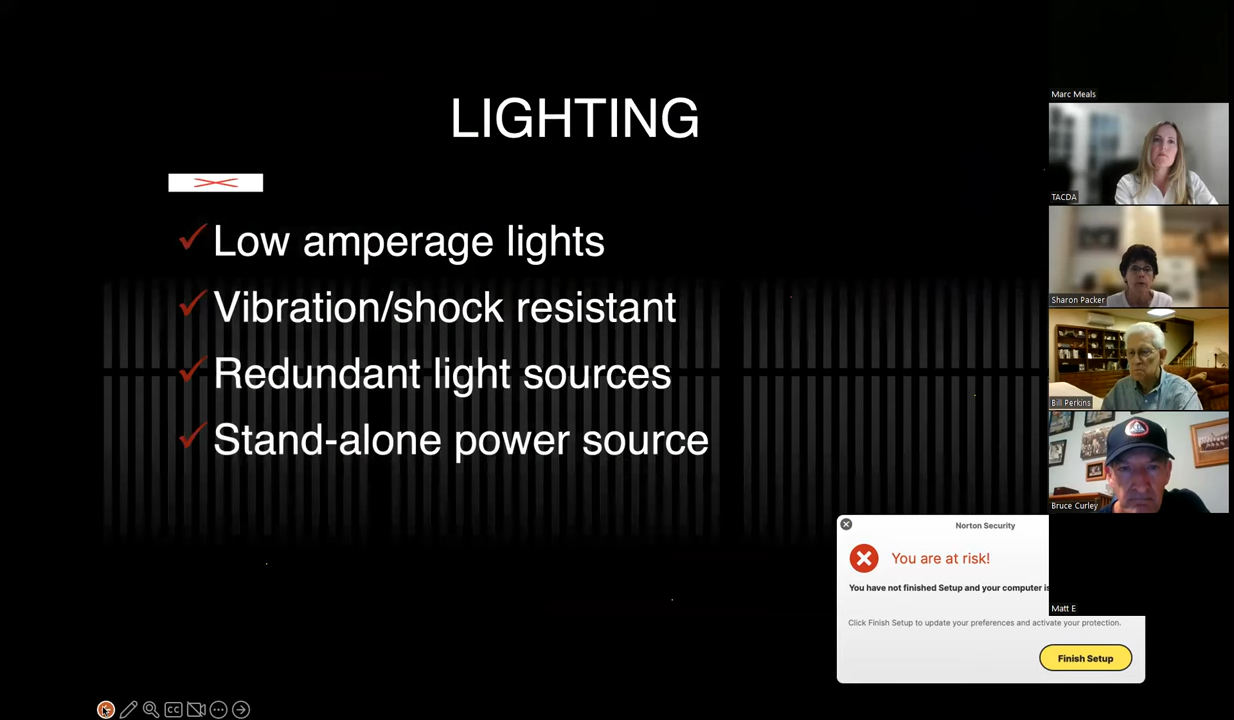 LIGHTING
Low amperage lights
Vibration/shock resistant
Redundant light sources
Stand-alone power source
Marc Meals
TACDA
Sharon Packer
Bill Perkins
Bruce Curley
Matt E
Norton Security
You are at risk!
You have not finished Setup and your computer is
Click Finish Setup to update your preferences and activate your protection.
Finish Setup
CC